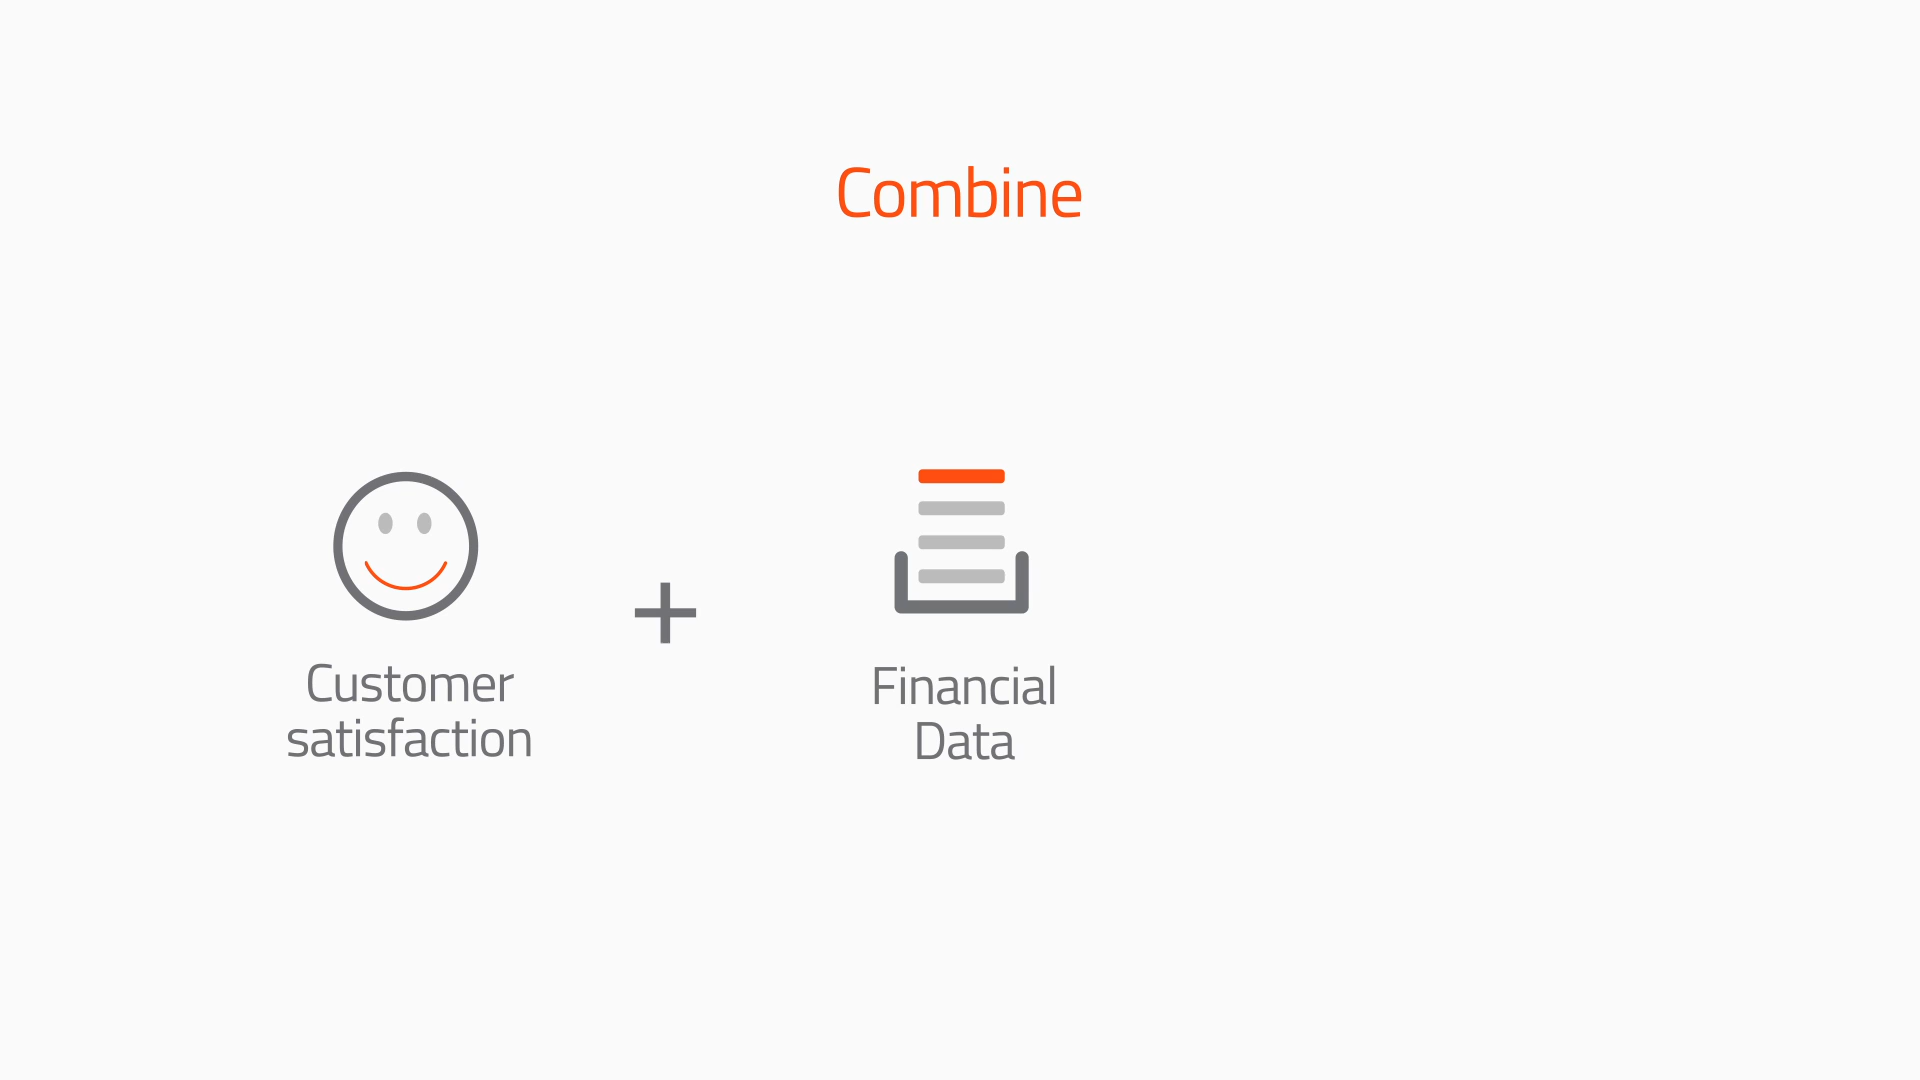 Combine
Customer
satisfaction
+
Financial
Data